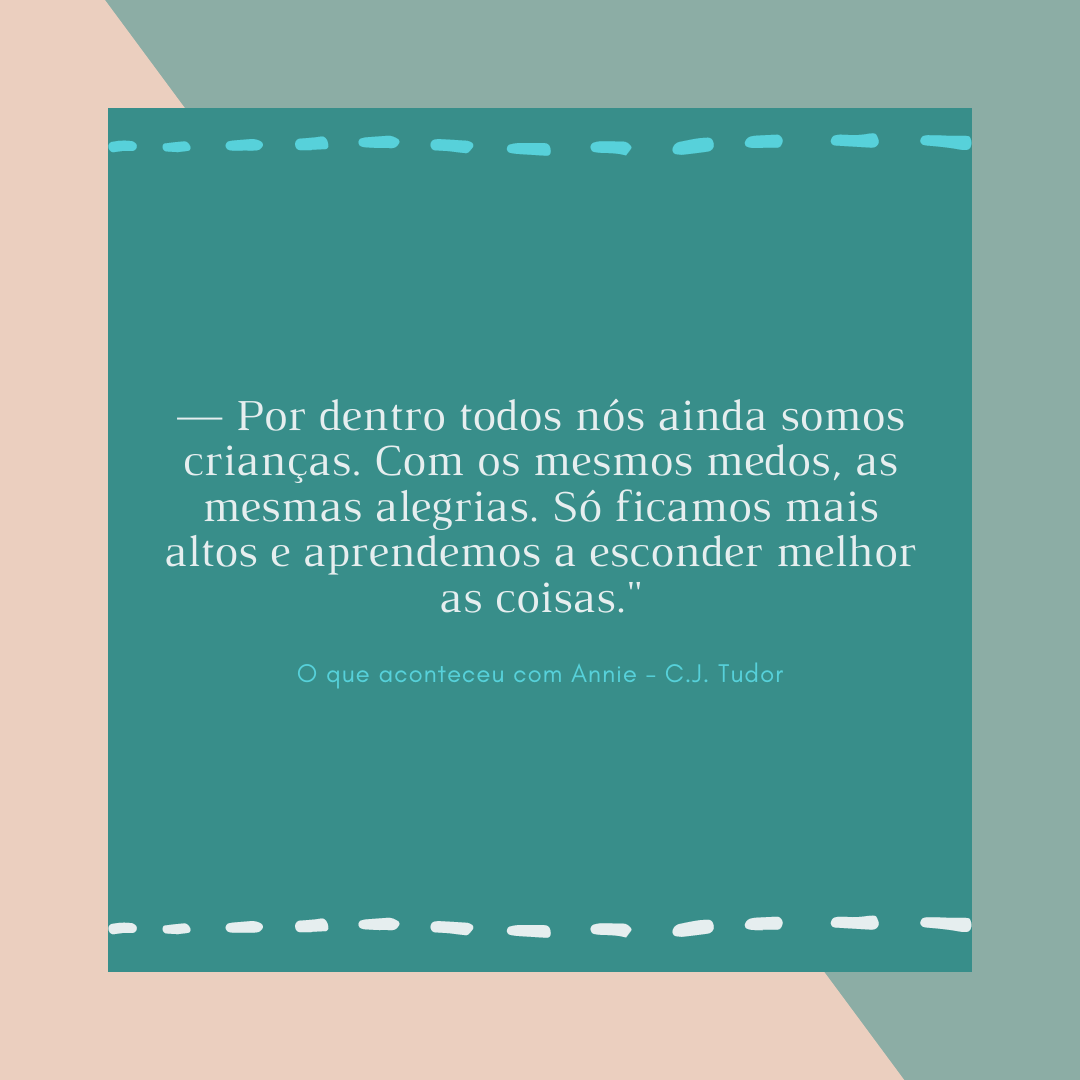 — Por dentro todos nós ainda somos
crianças. Com os mesmos medos, as
mesmas alegrias. Só ficamos mais
altos e aprendemos a esconder melhor
as coisas."
O que aconteceu com Annie - C.J. Tudor